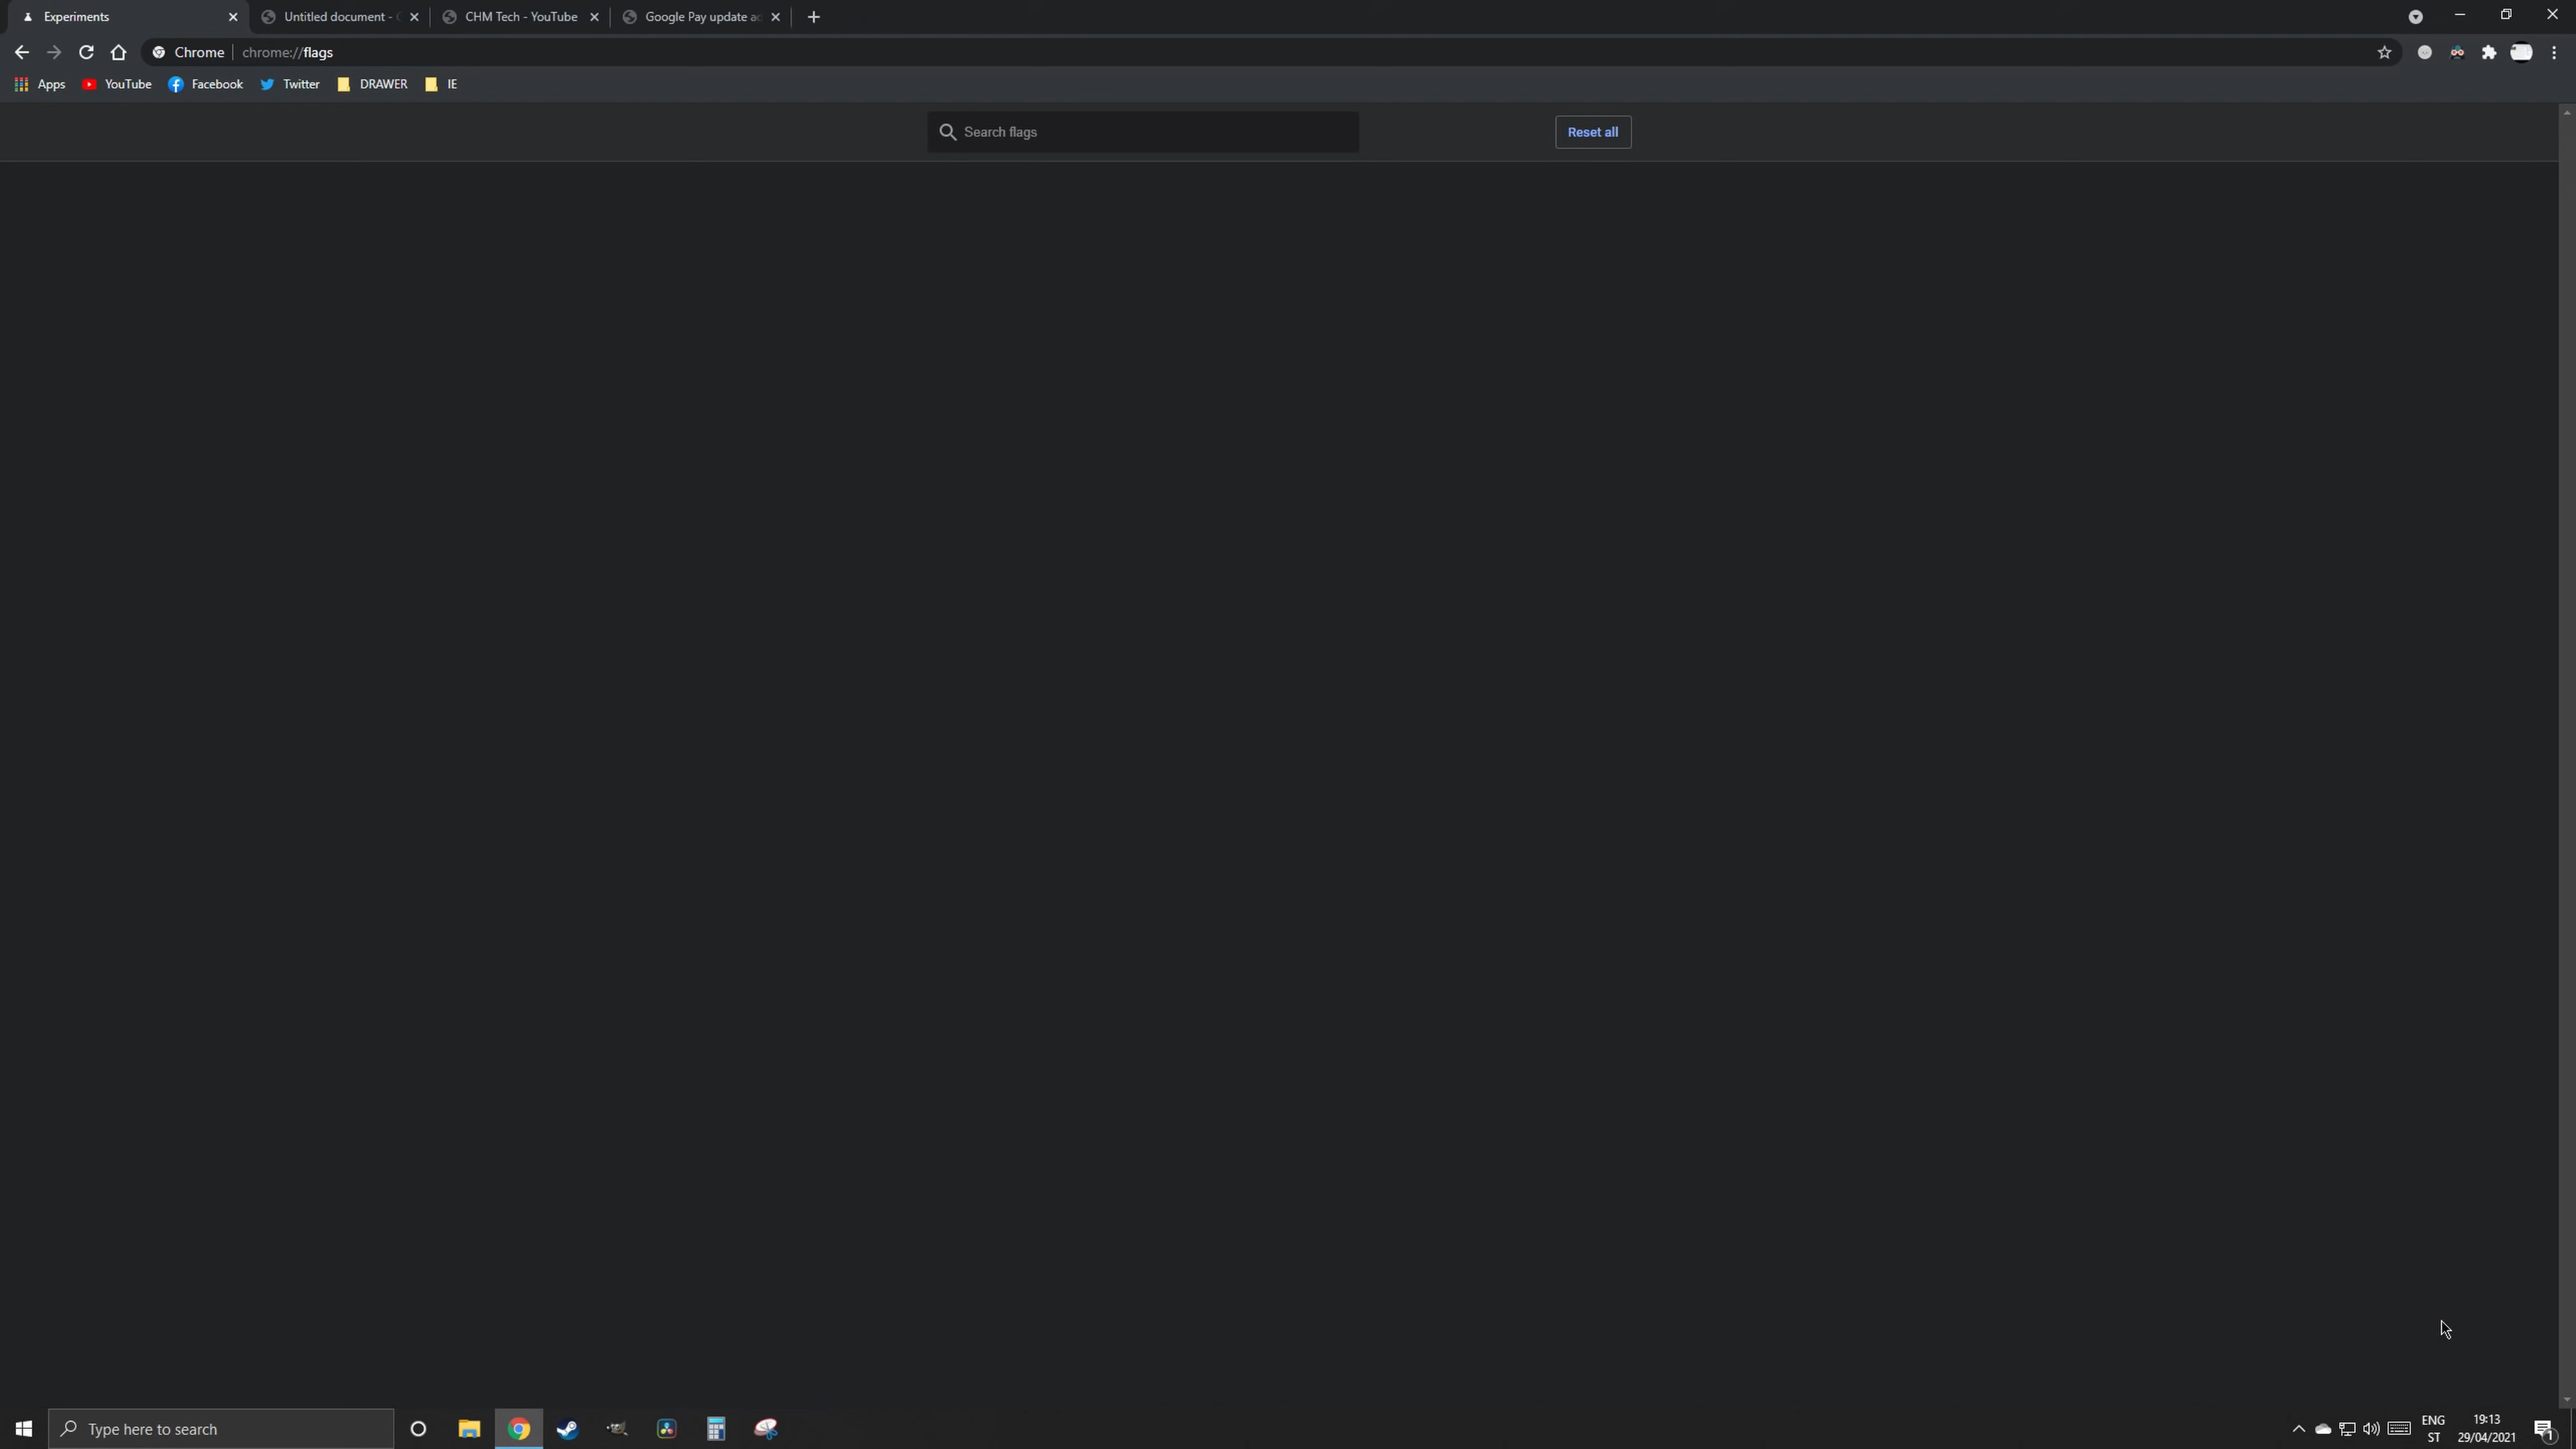 Experiments
Untitled document -
CHM Tech - YouTube
Google Pay update
Chrome
chrome://flags
Apps
YouTube
Facebook
Twitter
DRAWER
IE
Search flags
Reset all
Type here to search
ENG
ST
19:13
29/04/2021
1